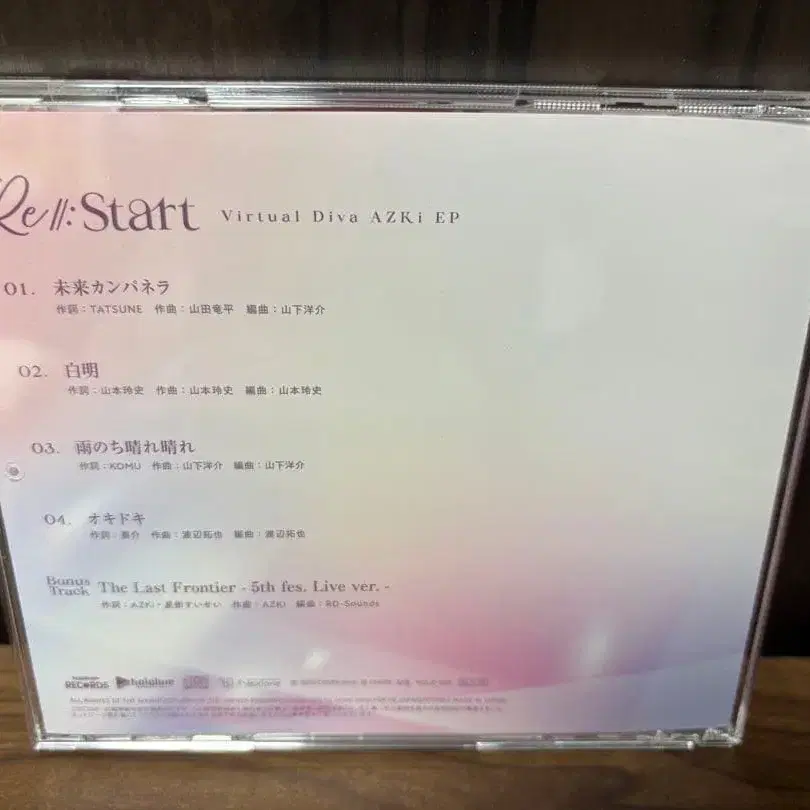 Re//:Start Virtual Diva AZKi EP
01. 未来カンパネラ
作詞：TATSUNE 作曲：山田竜平 編曲：山下洋介
02. 白明
作詞：山本玲史 作曲：山本玲史 編曲：山本玲史
03. 雨のち晴れ晴れ
作詞：KOMU 作曲：山下洋介 編曲：山下洋介
04. オキドキ
作曲：渡辺拓也 編曲：渡辺拓也
Bonus Track The Last Frontier - 5th fes. Live ver. -
作詞：AZKi・星街すいせい 作曲：AZKi 編曲：RD-Sounds
RECORDS hololive